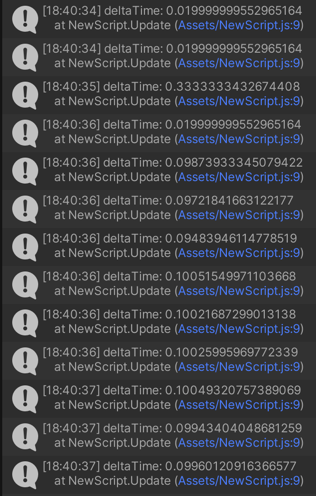 [18:40:34] deltaTime: 0.019999999552965164
at NewScript.Update (Assets/NewScript.js:9)
[18:40:34] deltaTime: 0.019999999552965164
at NewScript.Update (Assets/NewScript.js:9)
[18:40:35] deltaTime: 0.3333333432674408
at NewScript.Update (Assets/NewScript.js:9)
[18:40:36] deltaTime: 0.019999999552965164
at NewScript.Update (Assets/NewScript.js:9)
[18:40:36] deltaTime: 0.09873933345079422
at NewScript.Update (Assets/NewScript.js:9)
[18:40:36] deltaTime: 0.09721841663122177
at NewScript.Update (Assets/NewScript.js:9)
[18:40:36] deltaTime: 0.09483946114778519
at NewScript.Update (Assets/NewScript.js:9)
[18:40:36] deltaTime: 0.10051549971103668
at NewScript.Update (Assets/NewScript.js:9)
[18:40:36] deltaTime: 0.10021687299013138
at NewScript.Update (Assets/NewScript.js:9)
[18:40:36] deltaTime: 0.10025995969772339
at NewScript.Update (Assets/NewScript.js:9)
[18:40:37] deltaTime: 0.10049320757389069
at NewScript.Update (Assets/NewScript.js:9)
[18:40:37] deltaTime: 0.09943404048681259
at NewScript.Update (Assets/NewScript.js:9)
[18:40:37] deltaTime: 0.09960120916366577
at NewScript.Update (Assets/NewScript.js:9)